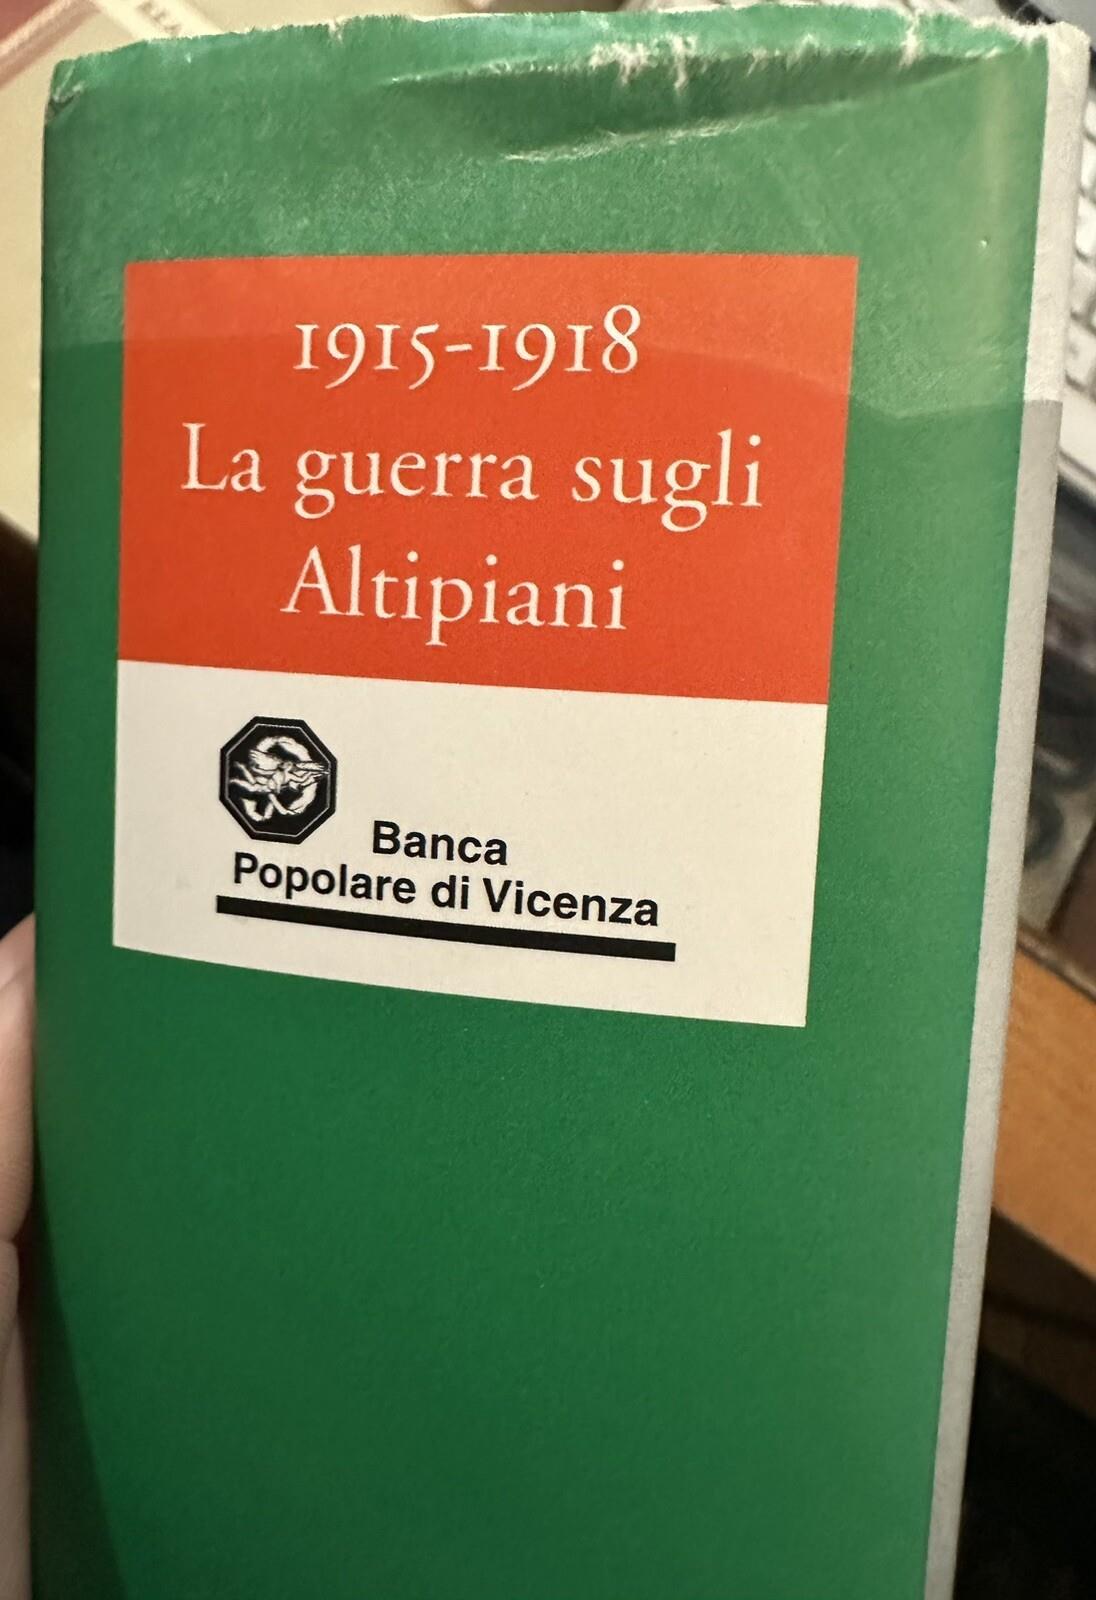 1915-1918
La guerra sugli
Altipiani
Banca
Popolare di Vicenza